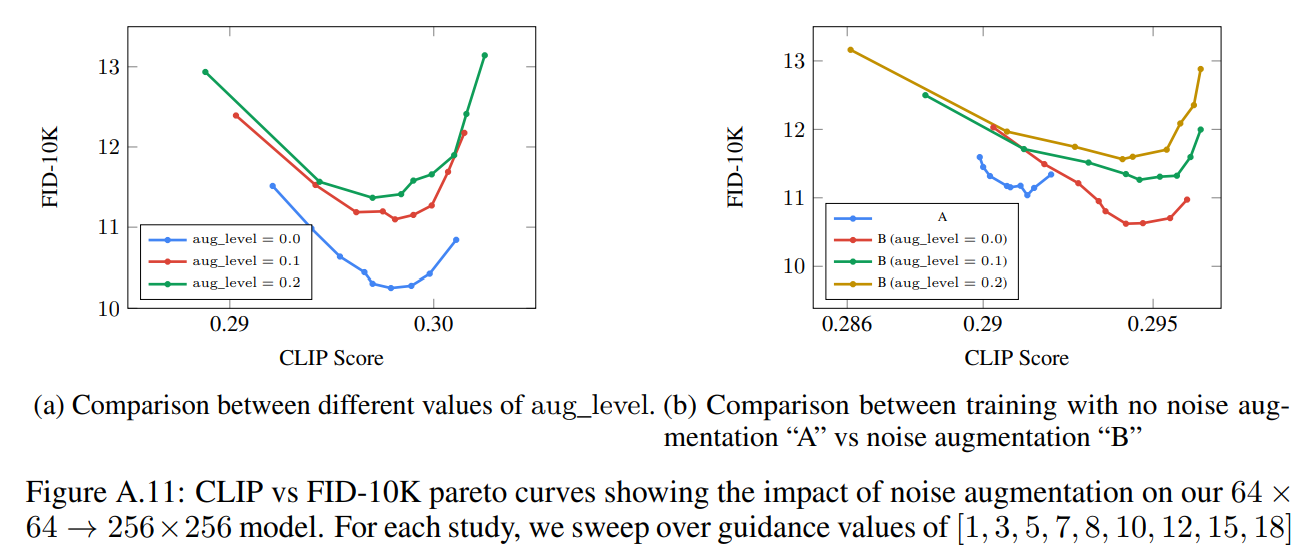 13
12
11
10
FID-10K
aug_level = 0.0
aug_level = 0.1
aug_level = 0.2
0.29 0.30
CLIP Score
13
12
11
10
FID-10K
A
B (aug_level = 0.0)
B (aug_level = 0.1)
B (aug_level = 0.2)
0.286 0.29 0.295
CLIP Score
(a) Comparison between different values of aug_level.
(b) Comparison between training with no noise aug-
mentation “A” vs noise augmentation “B”
Figure A.11: CLIP vs FID-10K pareto curves showing the impact of noise augmentation on our 64 ×
64 → 256×256 model. For each study, we sweep over guidance values of [1, 3, 5, 7, 8, 10, 12, 15, 18]